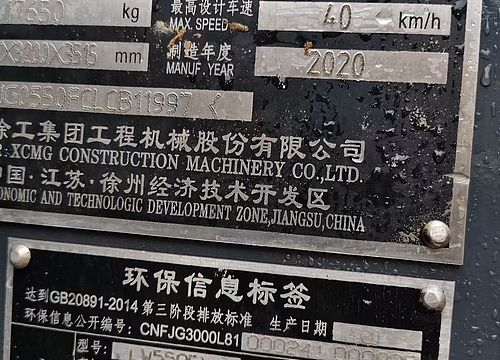 7650 kg 最高设计车速 MAX. SPEED 40 km/h
X3200X3515 mm 制造年度 MANUF. YEAR 2020
徐工集团工程机械股份有限公司
R:XCMG CONSTRUCTION MACHINERY CO.,LTD.
中国·江苏·徐州经济技术开发区
ONOMIC AND TECHNOLOGIC DEVELOPMENT ZONE,JIANGSU,CHINA
环保信息标签
达到GB20891-2014 第三阶段排放标准 生产日期
环保信息公开编号: CNFJG3000L81
型号: